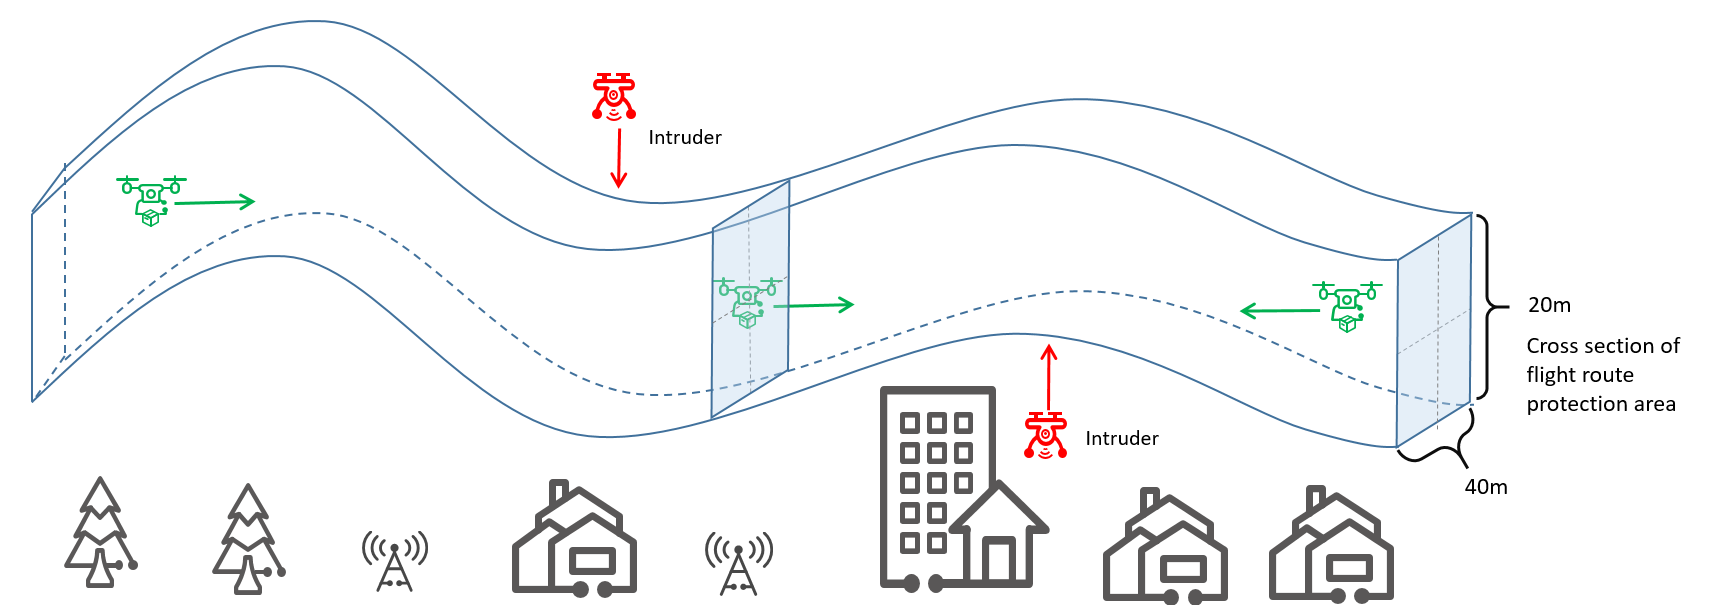 Intruder
20m
Cross section of
flight route
protection area
Intruder
40m